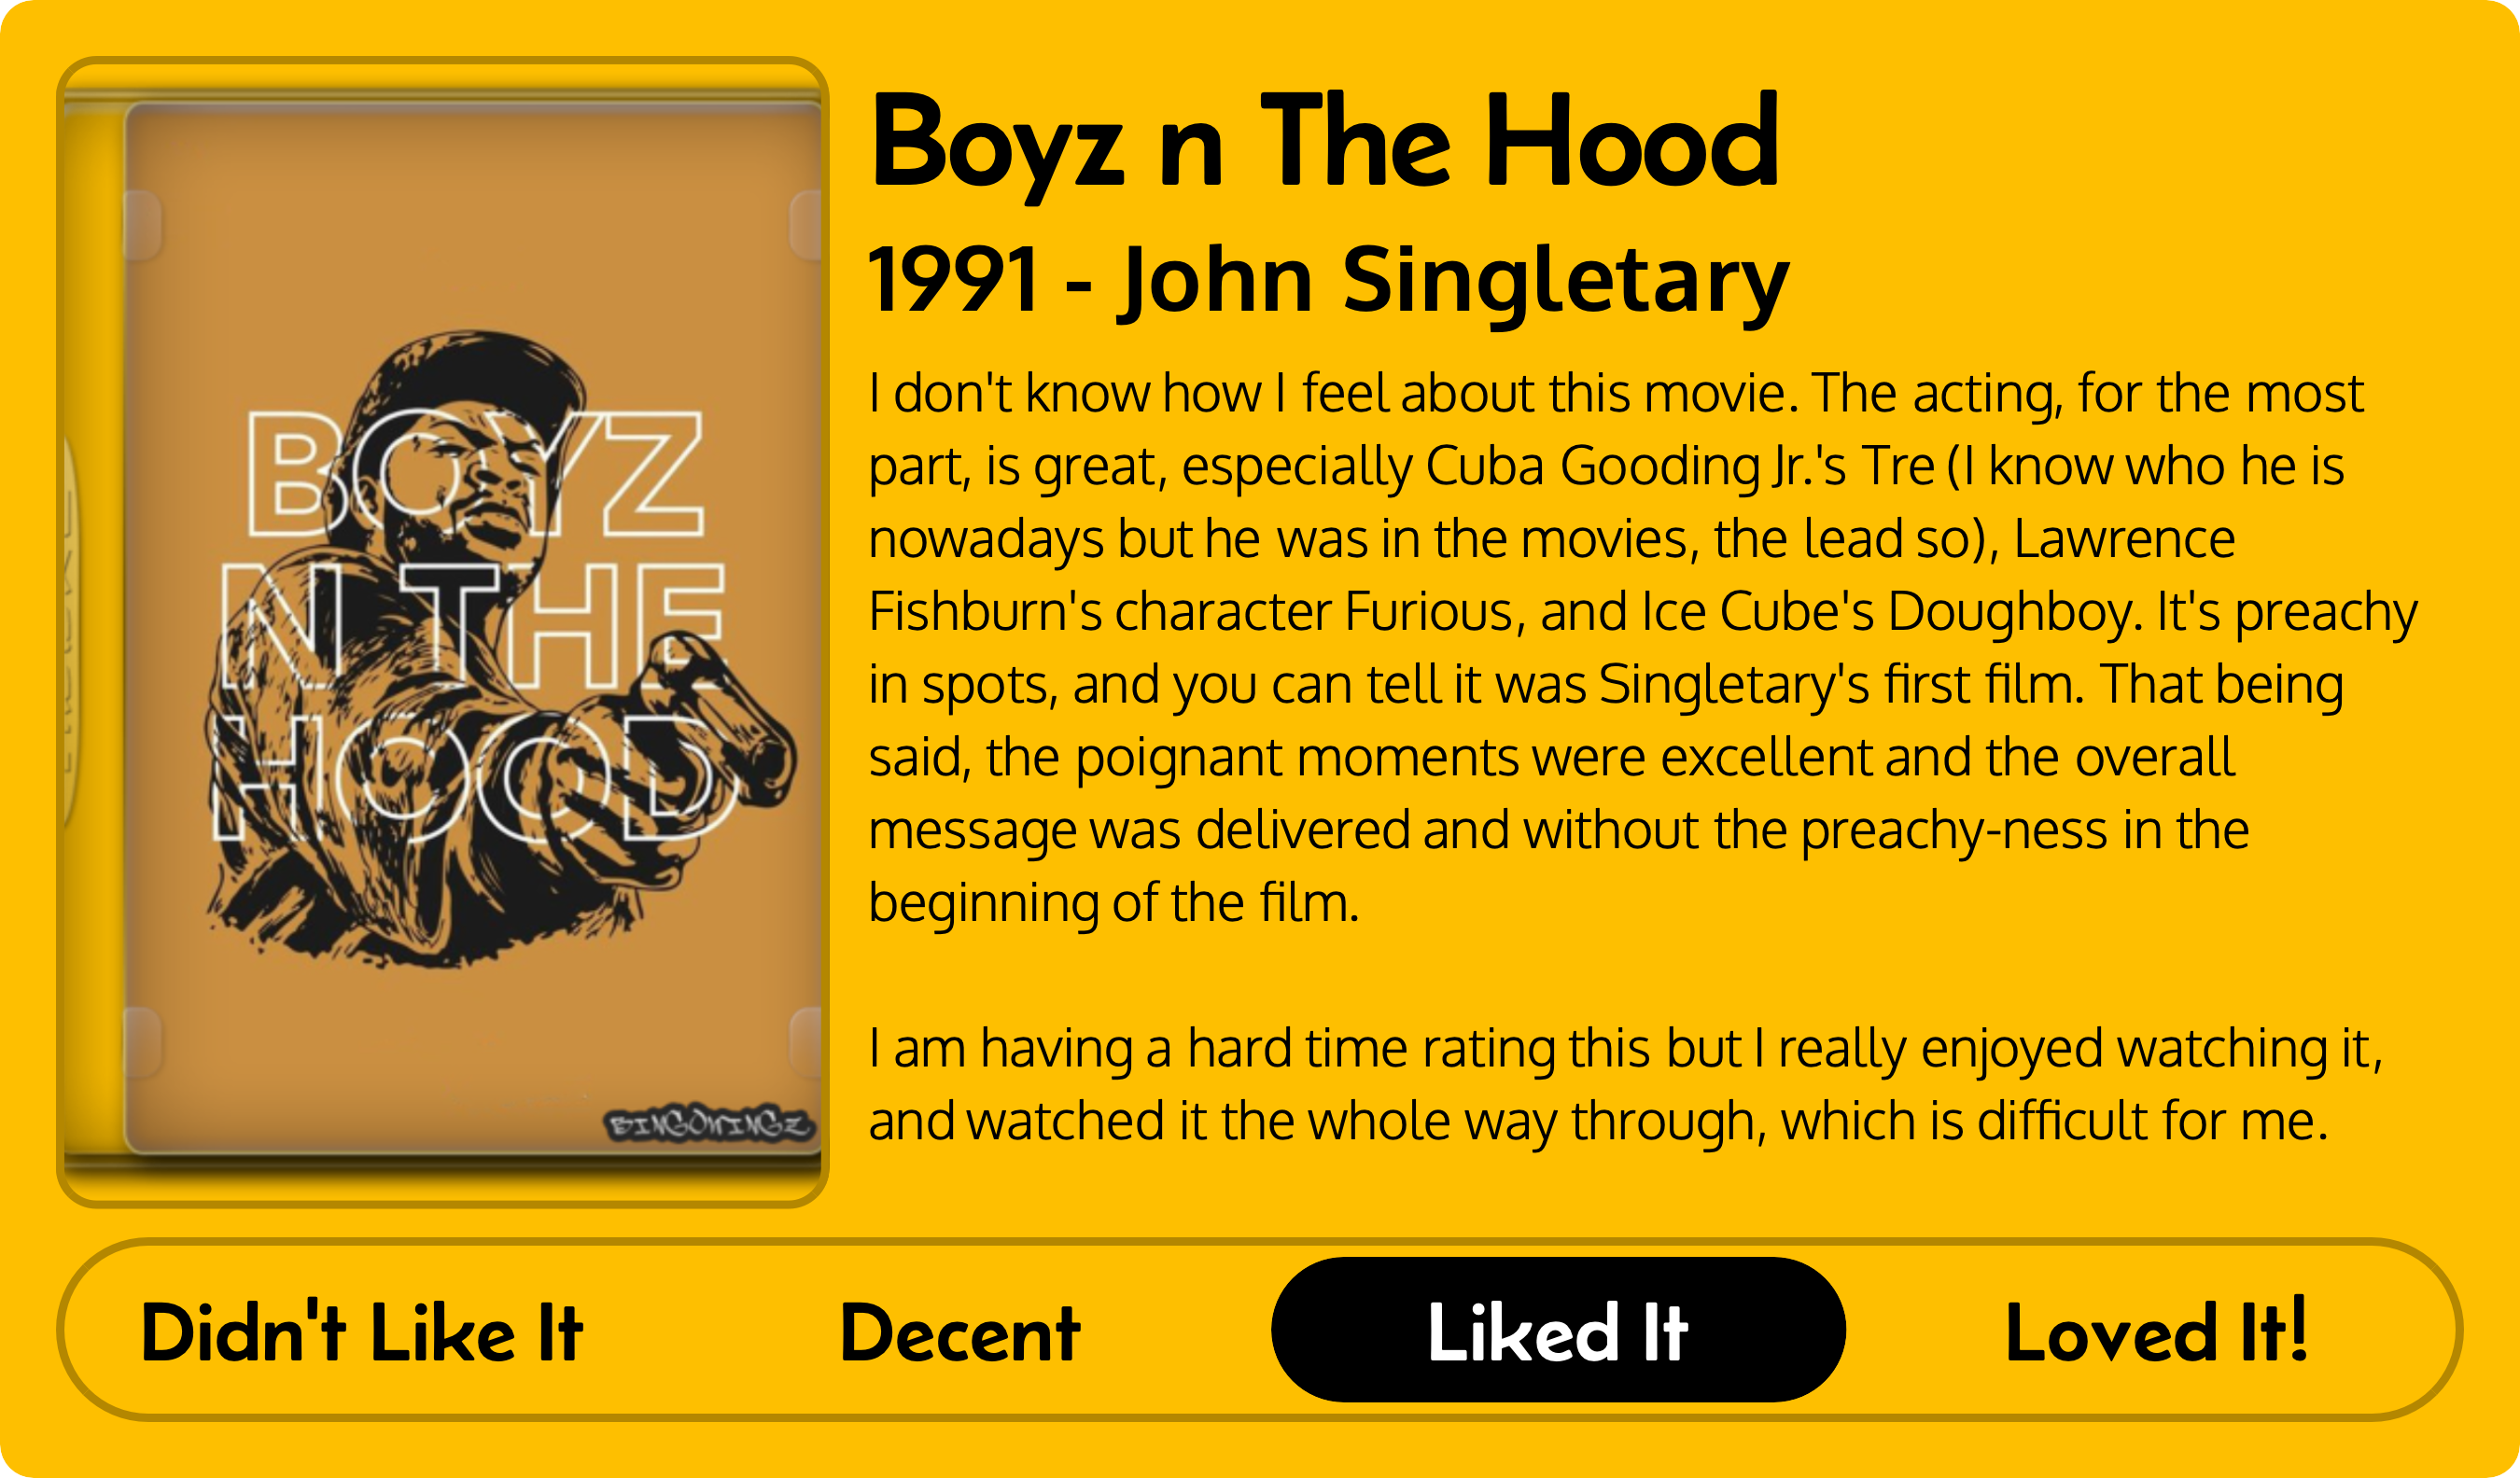 BOYZ
N THE
HOOD
BINGOWINGZ
Boyz n The Hood
1991 - John Singletary
I don't know how I feel about this movie. The acting, for the most
part, is great, especially Cuba Gooding Jr.'s Tre (I know who he is
nowadays but he was in the movies, the lead so), Lawrence
Fishburn's character Furious, and Ice Cube's Doughboy. It's preachy
in spots, and you can tell it was Singletary's first film. That being
said, the poignant moments were excellent and the overall
message was delivered and without the preachy-ness in the
beginning of the film.
I am having a hard time rating this but I really enjoyed watching it,
and watched it the whole way through, which is difficult for me.
Didn't Like It
Decent
Liked It
Loved It!